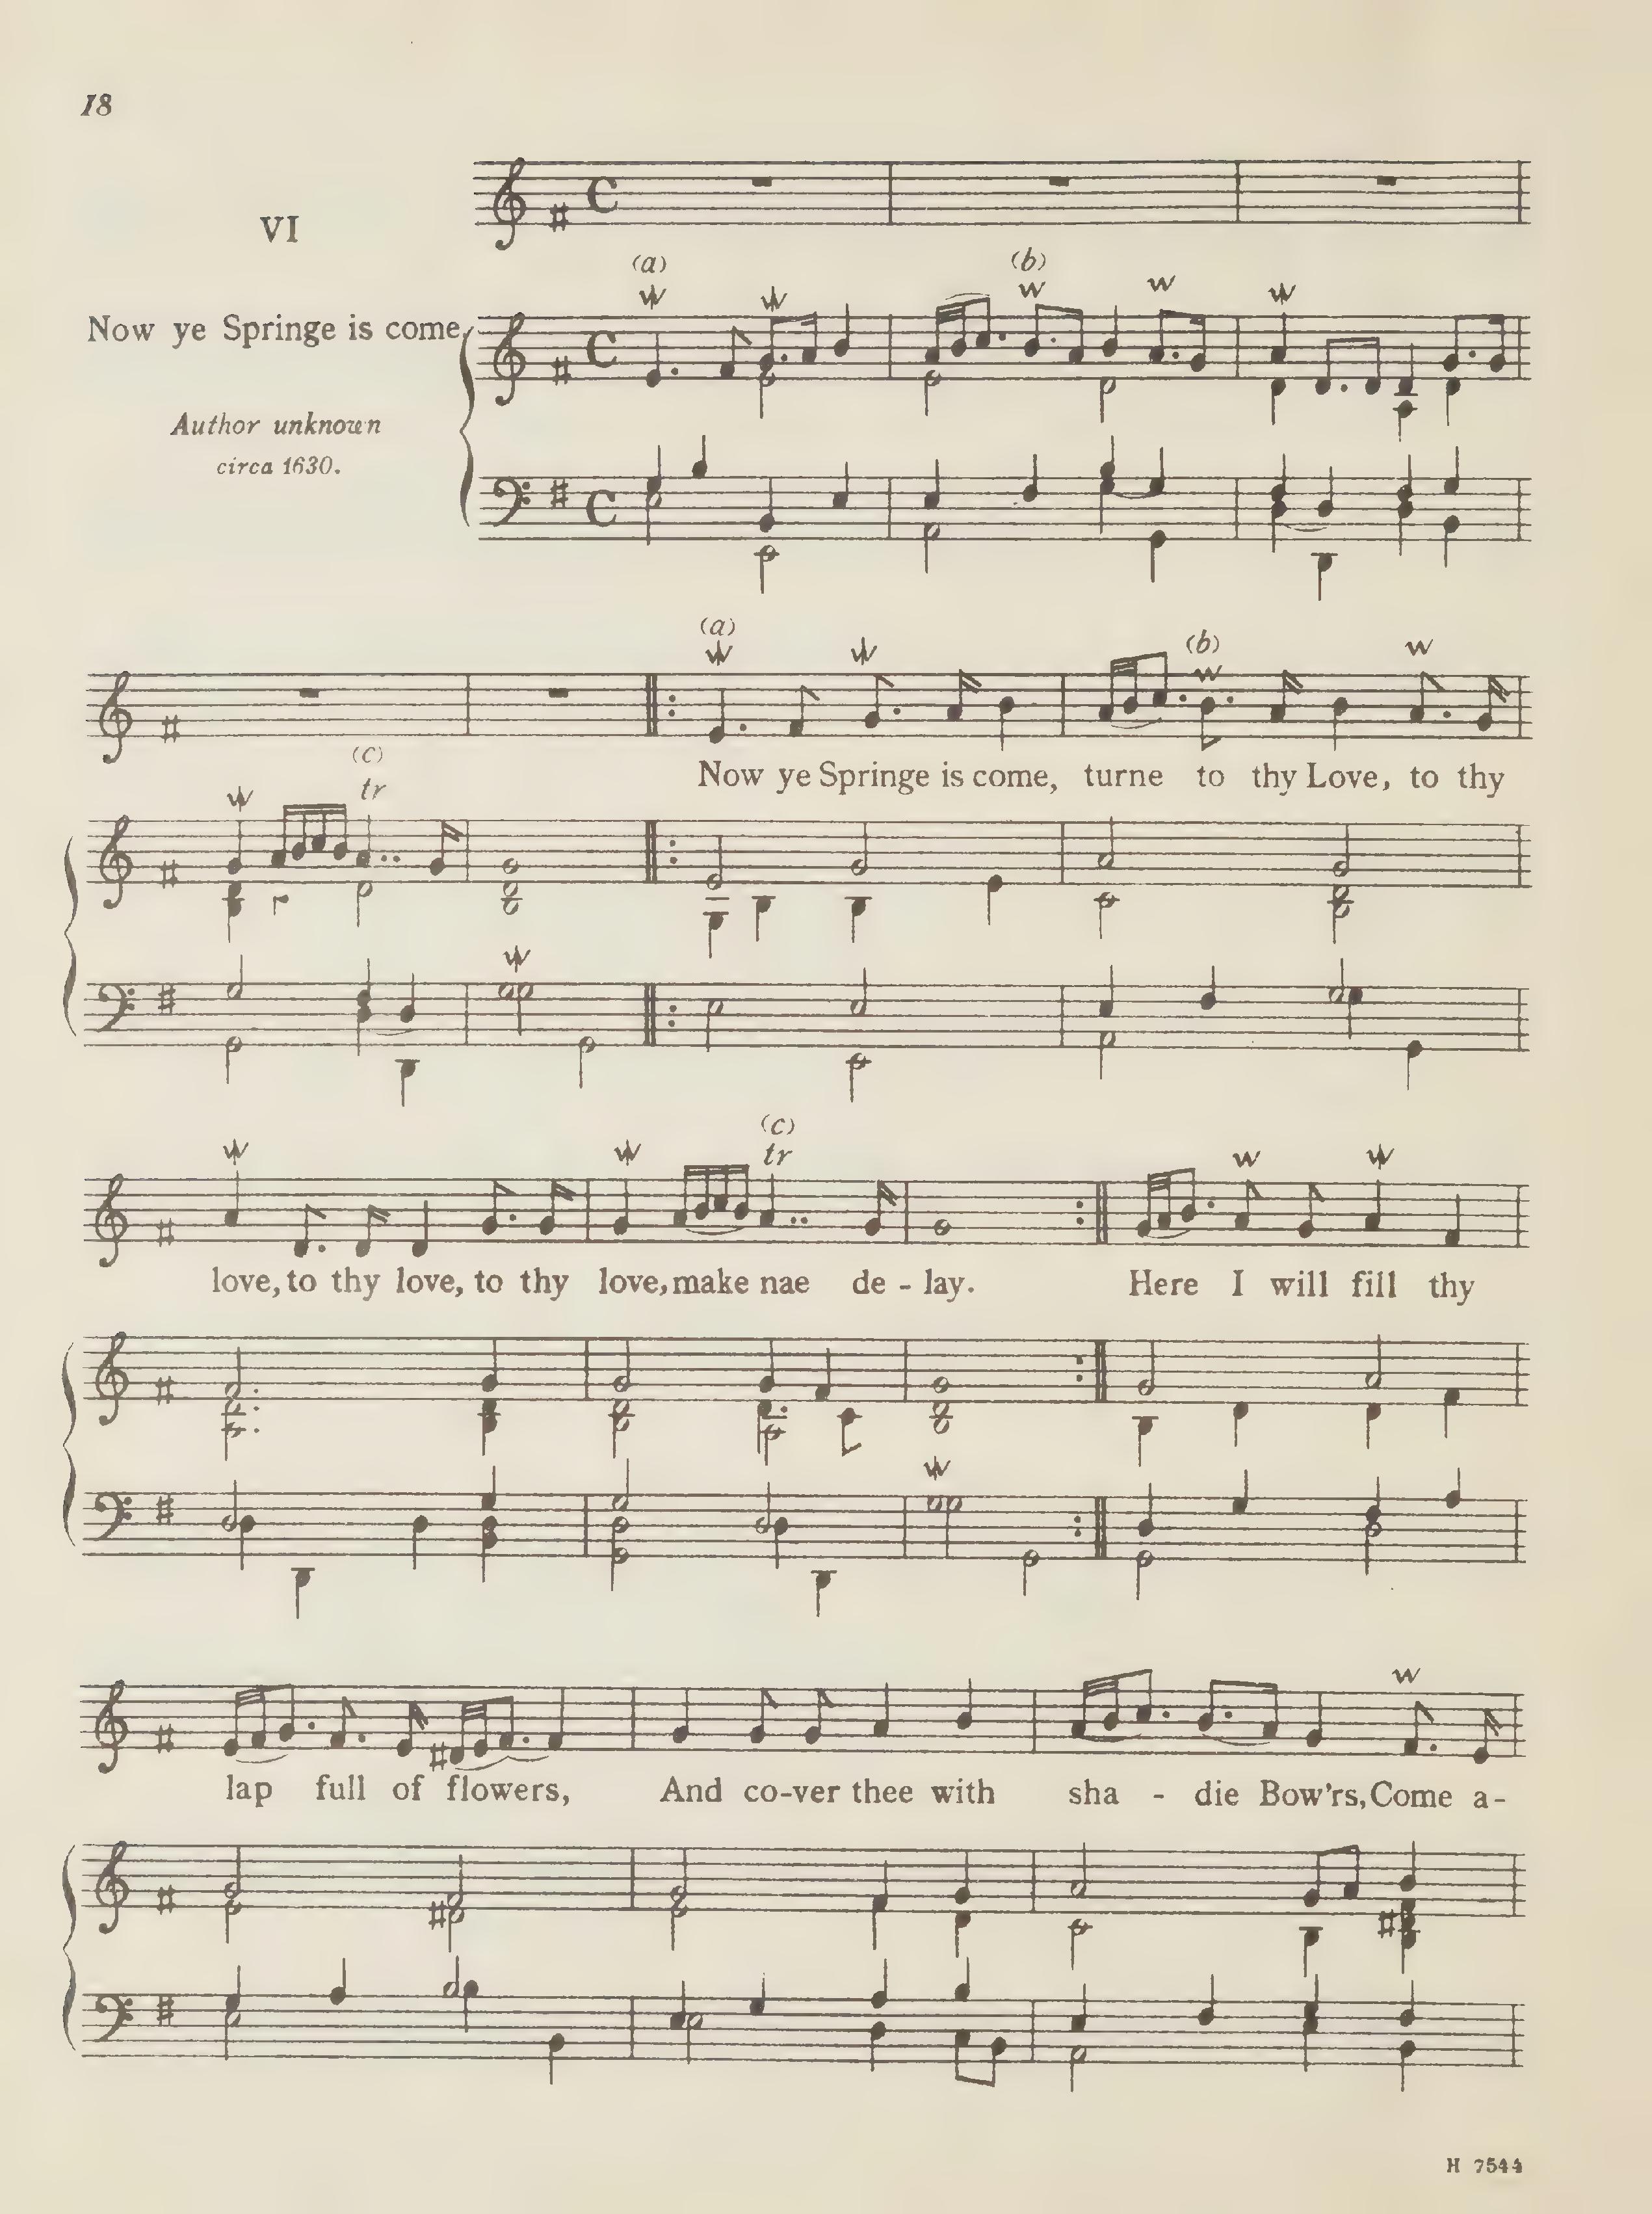 18
VI
Now ye Springe is come,
Author unknown
circa 1630.
(a)
(b)
(a)
(b)
Now ye Springe is come, turne to thy Love, to thy
(c)
tr
(c)
tr
love, to thy love, to thy love, make nae de - lay. Here I will fill thy
lap full of flowers, And co-ver thee with sha - die Bow'rs, Come a-
H 7544